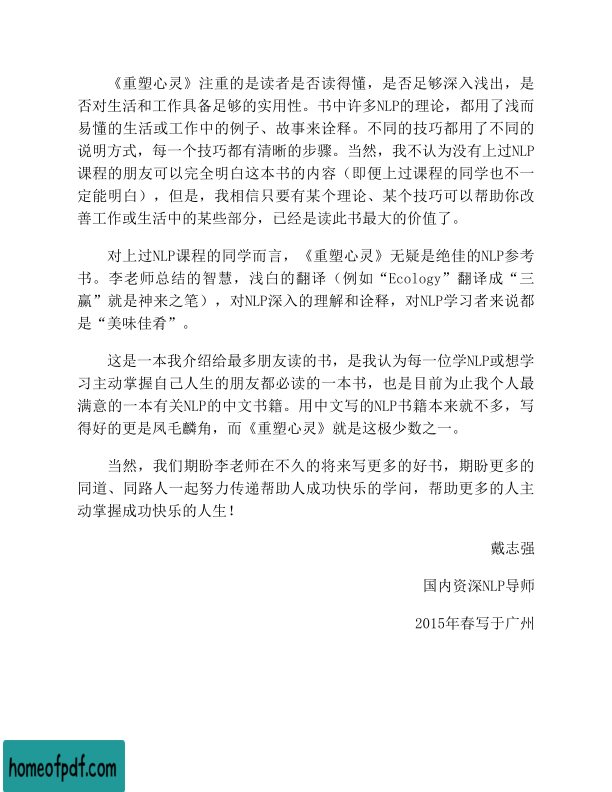 《重塑心灵》注重的是读者是否读得懂，是否足够深入浅出，是
否对生活和工作具备足够的实用性。书中许多NLP的理论，都用了浅而
易懂的生活或工作中的例子、故事来诠释。不同的技巧都用了不同的
说明方式，每一个技巧都有清晰的步骤。当然，我不认为没有上过NLP
课程的朋友可以完全明白这本书的内容（即便上过课程的同学也不一
定能明白），但是，我相信只要有某个理论、某个技巧可以帮助你改
善工作或生活中的某些部分，已经是读此书最大的价值了。
对上过NLP课程的同学而言，《重塑心灵》无疑是绝佳的NLP参考
书。李老师总结的智慧，浅白的翻译（例如“Ecology”翻译成“三
赢”就是神来之笔），对NLP深入的理解和诠释，对NLP学习者来说都
是“美味佳肴”。
这是一本我介绍给最多朋友读的书，是我认为每一位学NLP或想学
习主动掌握自己人生的朋友都必读的一本书，也是目前为止我个人最
满意的一本有关NLP的中文书籍。用中文写的NLP书籍本来就不多，写
得好的更是凤毛麟角，而《重塑心灵》就是这极少数之一。
当然，我们期盼李老师在不久的将来写更多的好书，期盼更多的
同道、同路人一起努力传递帮助人成功快乐的学问，帮助更多的人主
动掌握成功快乐的人生！
戴志强
国内资深NLP导师
2015年春写于广州
homeofpdf.com